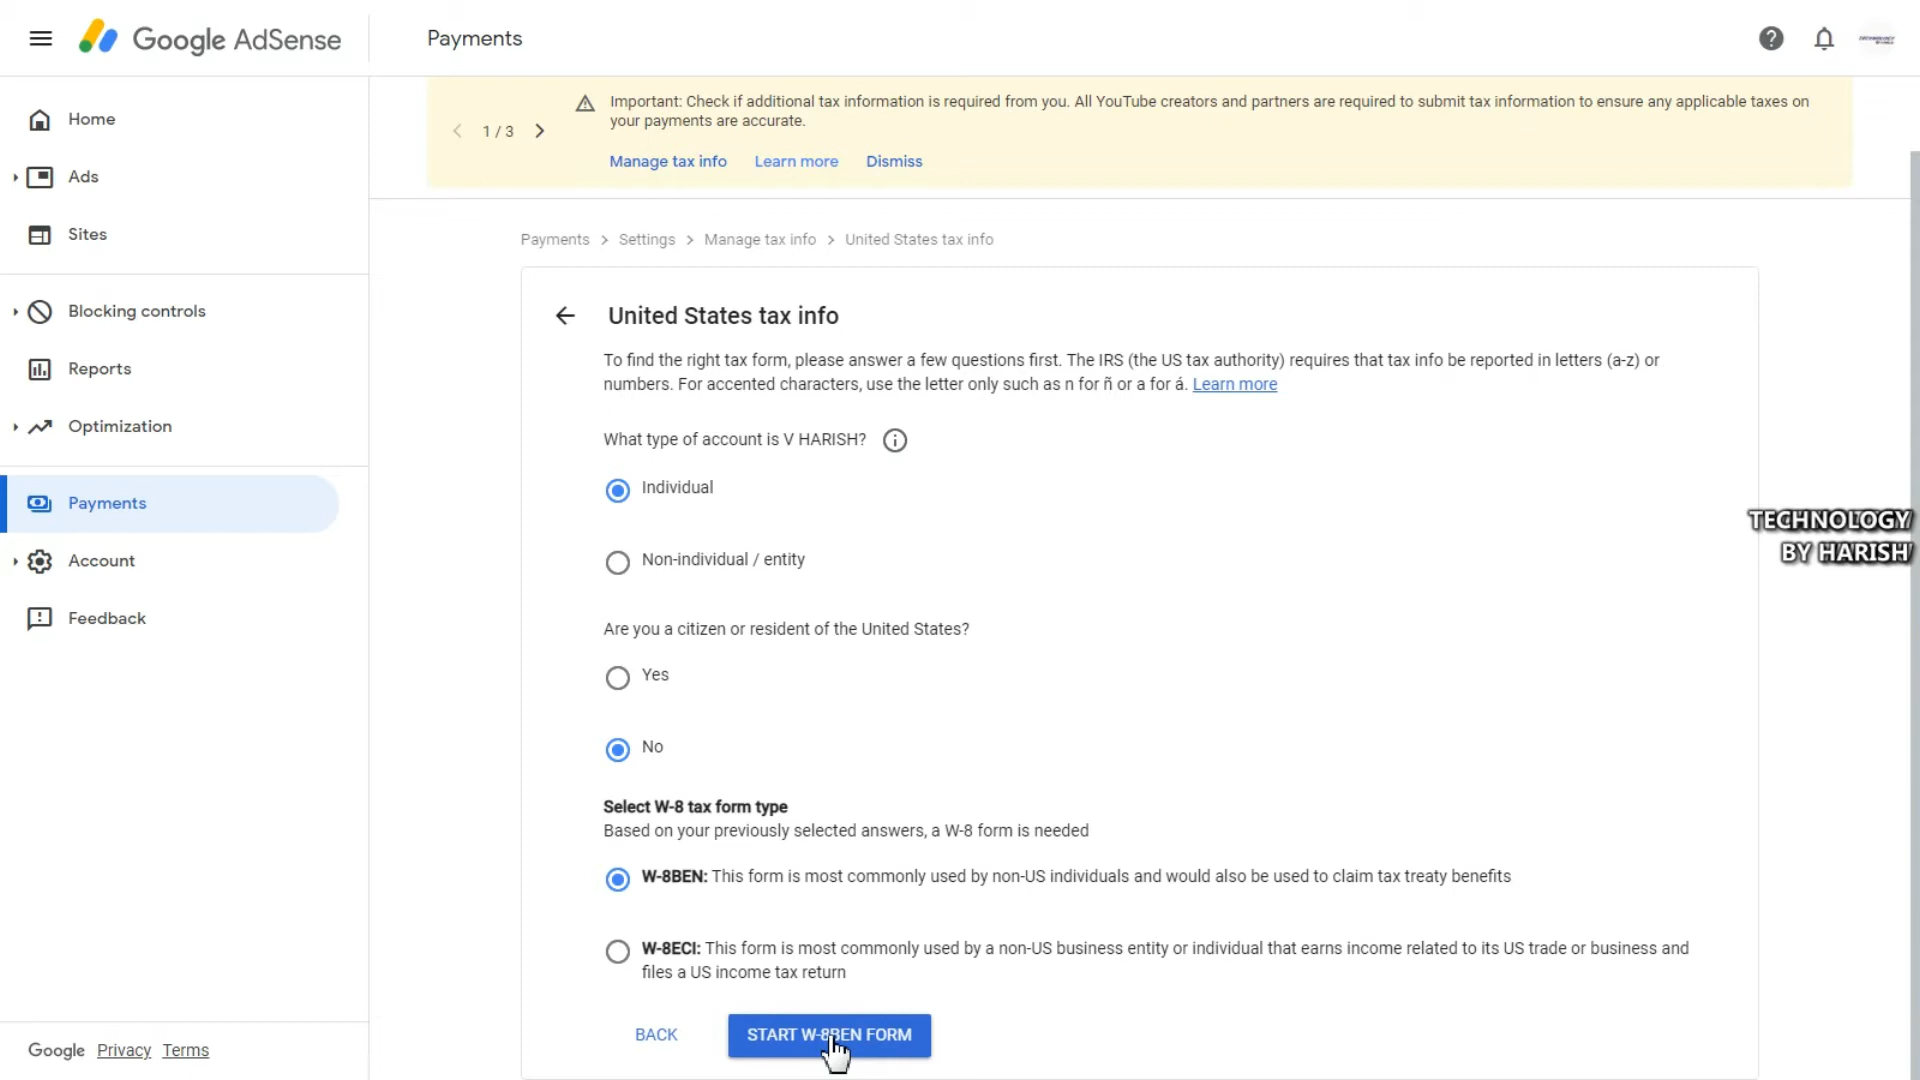 Google AdSense
Payments
Home
Ads
Sites
Blocking controls
Reports
Optimization
Payments
Account
Feedback
Google Privacy Terms
1 / 3
Important: Check if additional tax information is required from you. All YouTube creators and partners are required to submit tax information to ensure any applicable taxes on
your payments are accurate.
Manage tax info Learn more Dismiss
Payments > Settings > Manage tax info > United States tax info
United States tax info
To find the right tax form, please answer a few questions first. The IRS (the US tax authority) requires that tax info be reported in letters (a-z) or
numbers. For accented characters, use the letter only such as n for ñ or a for á. Learn more
What type of account is V HARISH?
Individual
Non-individual / entity
Are you a citizen or resident of the United States?
Yes
No
Select W-8 tax form type
Based on your previously selected answers, a W-8 form is needed
W-8BEN: This form is most commonly used by non-US individuals and would also be used to claim tax treaty benefits
W-8ECI: This form is most commonly used by a non-US business entity or individual that earns income related to its US trade or business and
files a US income tax return
BACK START W-8BEN FORM
TECHNOLOGY
BY HARISH